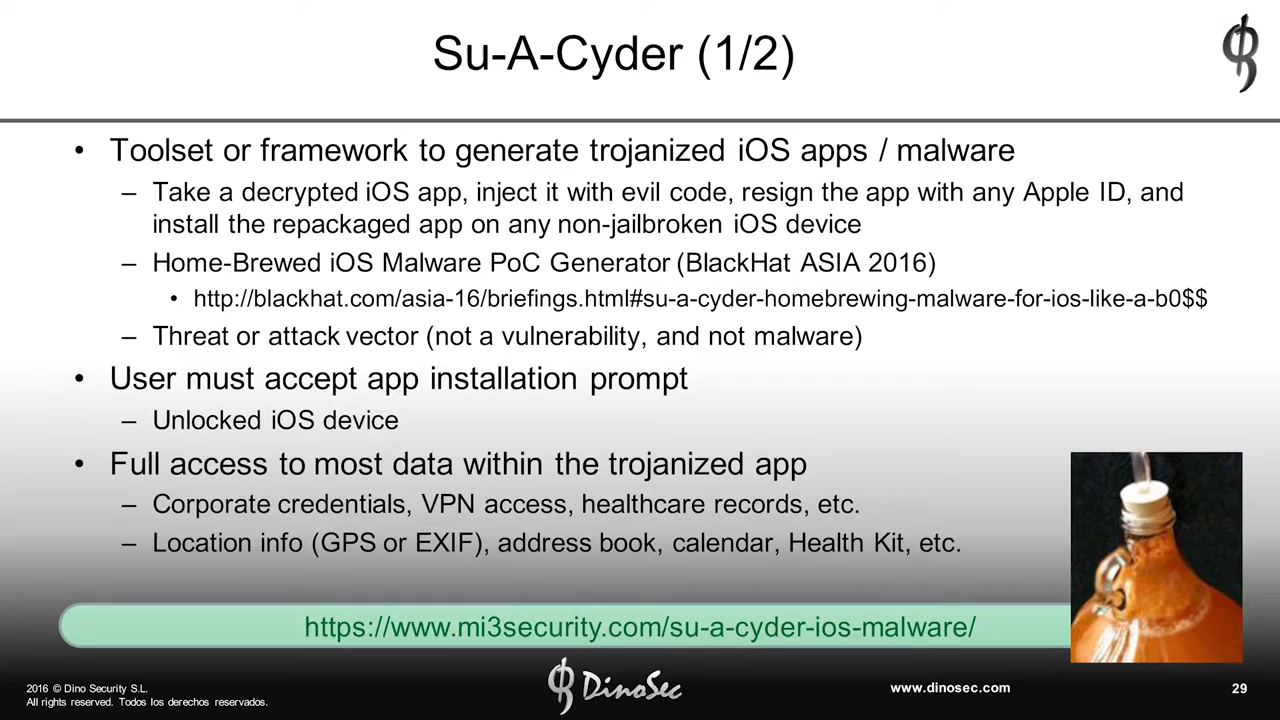 Su-A-Cyder (1/2)
• Toolset or framework to generate trojanized iOS apps / malware
– Take a decrypted iOS app, inject it with evil code, resign the app with any Apple ID, and
install the repackaged app on any non-jailbroken iOS device
– Home-Brewed iOS Malware PoC Generator (BlackHat ASIA 2016)
• http://blackhat.com/asia-16/briefings.html#su-a-cyder-homebrewing-malware-for-ios-like-a-b0$$
– Threat or attack vector (not a vulnerability, and not malware)
• User must accept app installation prompt
– Unlocked iOS device
• Full access to most data within the trojanized app
– Corporate credentials, VPN access, healthcare records, etc.
– Location info (GPS or EXIF), address book, calendar, Health Kit, etc.
https://www.mi3security.com/su-a-cyder-ios-malware/
2016 © Dino Security S.L.
All rights reserved. Todos los derechos reservados.
DinoSec
www.dinosec.com
29